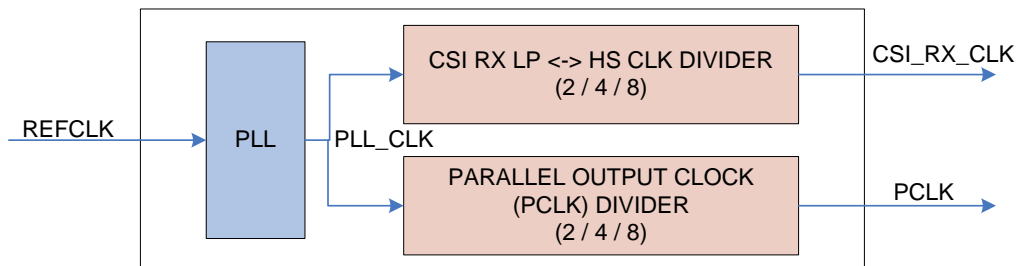 CSI RX LP <-> HS CLK DIVIDER
(2 / 4 / 8)
CSI_RX_CLK
REFCLK
PLL
PLL_CLK
PARALLEL OUTPUT CLOCK
(PCLK) DIVIDER
(2 / 4 / 8)
PCLK